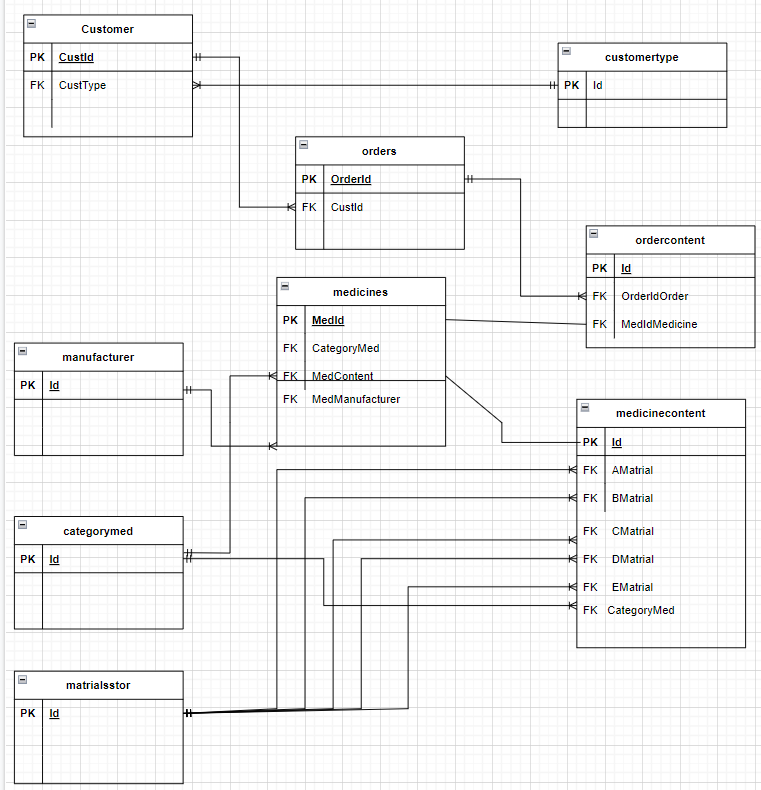 Customer
PK CustId
FK CustType
customertype
PK Id
orders
PK OrderId
FK CustId
ordercontent
PK Id
FK OrderIdOrder
FK MedIdMedicine
medicines
PK MedId
FK CategoryMed
FK MedContent
FK MedManufacturer
manufacturer
PK Id
medicinecontent
PK Id
FK AMatrial
FK BMatrial
FK CMatrial
FK DMatrial
FK EMatrial
FK CategoryMed
categorymed
PK Id
matrialsstor
PK Id